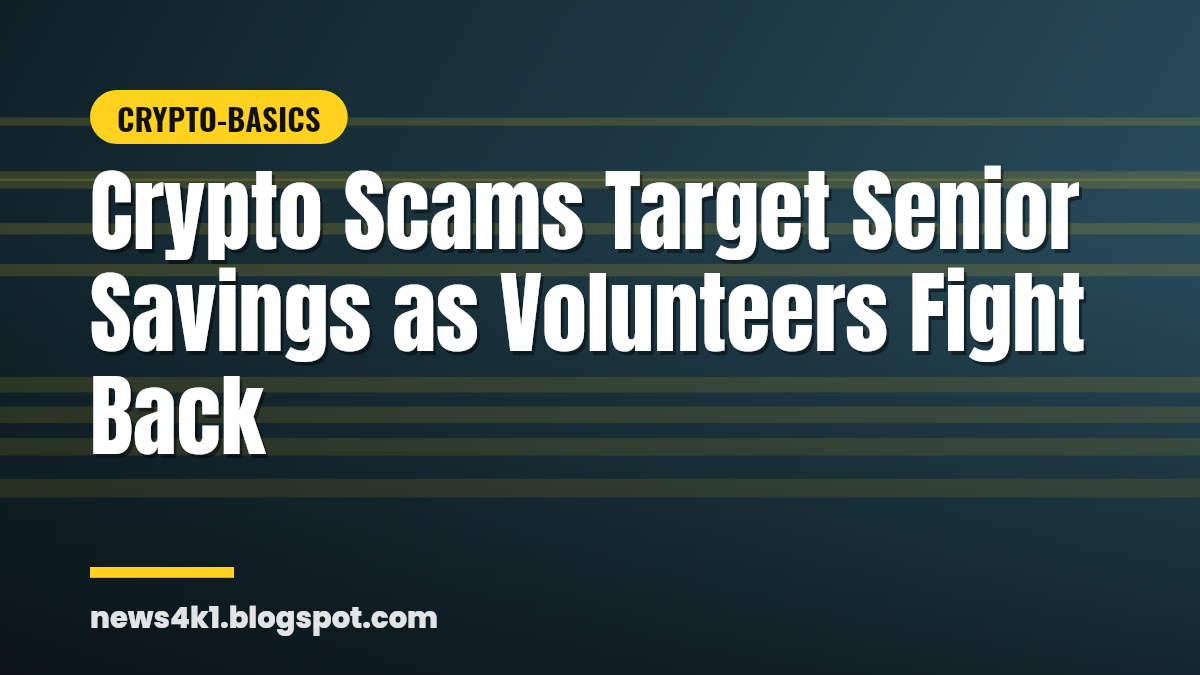 CRYPTO-BASICS
Crypto Scams Target Senior
Savings as Volunteers Fight
Back
news4k1.blogspot.com